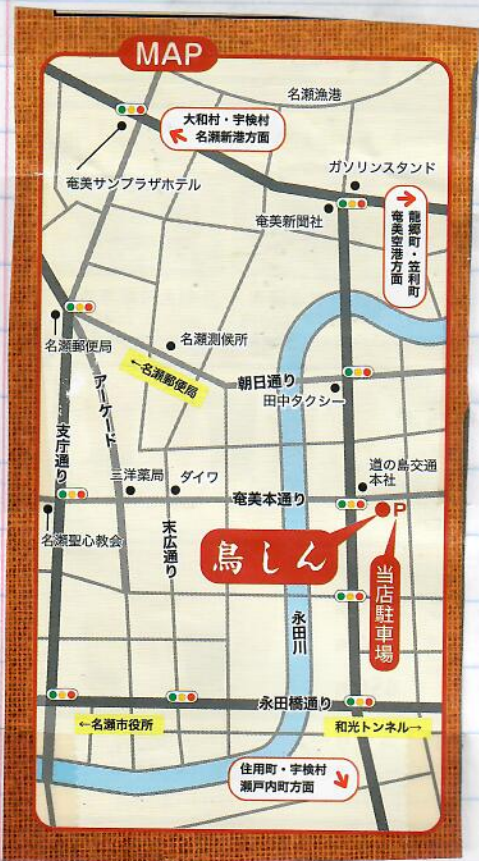 MAP
名瀬漁港
大和村・宇検村
名瀬新港方面
奄美サンプラザホテル
ガソリンスタンド
奄美新聞社
龍郷町・笠利町
奄美空港方面
名瀬郵便局
名瀬測候所
←名瀬郵便局
朝日通り
田中タクシー
アーケード
支庁通り
道の島交通
本社
三洋薬局
ダイワ
奄美本通り
P
名瀬聖心教会
末広通り
鳥しん
当店駐車場
永田川
永田橋通り
←名瀬市役所
和光トンネル→
住用町・宇検村
瀬戸内町方面